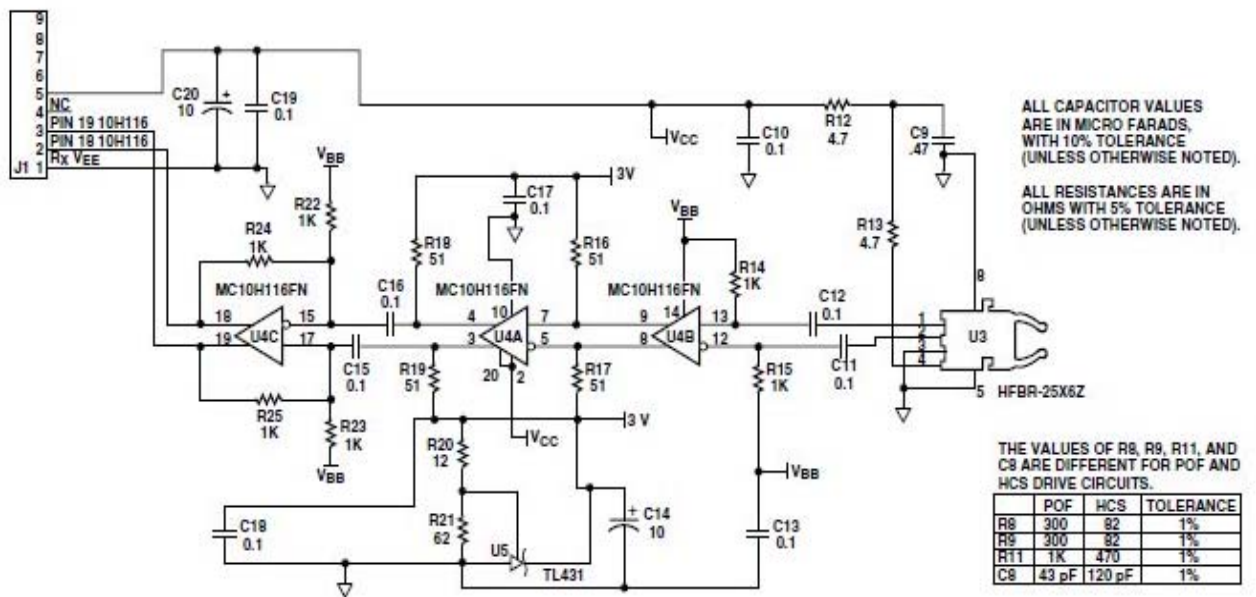 9
8
7
6
5
4
NC
3
PIN 19 10H116
2
PIN 18 10H116
J1 1
Rx VEE
C20
10
+
C19
0.1
VCC
C10
0.1
R12
4.7
C9
.47
ALL CAPACITOR VALUES
ARE IN MICRO FARADS,
WITH 10% TOLERANCE
(UNLESS OTHERWISE NOTED).
ALL RESISTANCES ARE IN
OHMS WITH 5% TOLERANCE
(UNLESS OTHERWISE NOTED).
VBB
R22
1K
R24
1K
C17
0.1
3V
R18
51
R16
51
VBB
R14
1K
R13
4.7
8
MC10H116FN
C16
0.1
MC10H116FN
MC10H116FN
C12
0.1
18
15
U4C
19
17
4
10
7
U4A
3
5
20
2
9
14
13
U4B
8
12
1
2
3
4
U3
5
HFBR-25X6Z
C15
0.1
R19
51
R17
51
R15
1K
C11
0.1
R25
1K
R23
1K
VBB
VCC
3 V
R20
12
VBB
C18
0.1
R21
62
U5
TL431
+
C14
10
C13
0.1
THE VALUES OF R8, R9, R11, AND
C8 ARE DIFFERENT FOR POF AND
HCS DRIVE CIRCUITS.
POF HCS TOLERANCE
R8 300 82 1%
R9 300 82 1%
R11 1K 470 1%
C8 43 pF 120 pF 1%